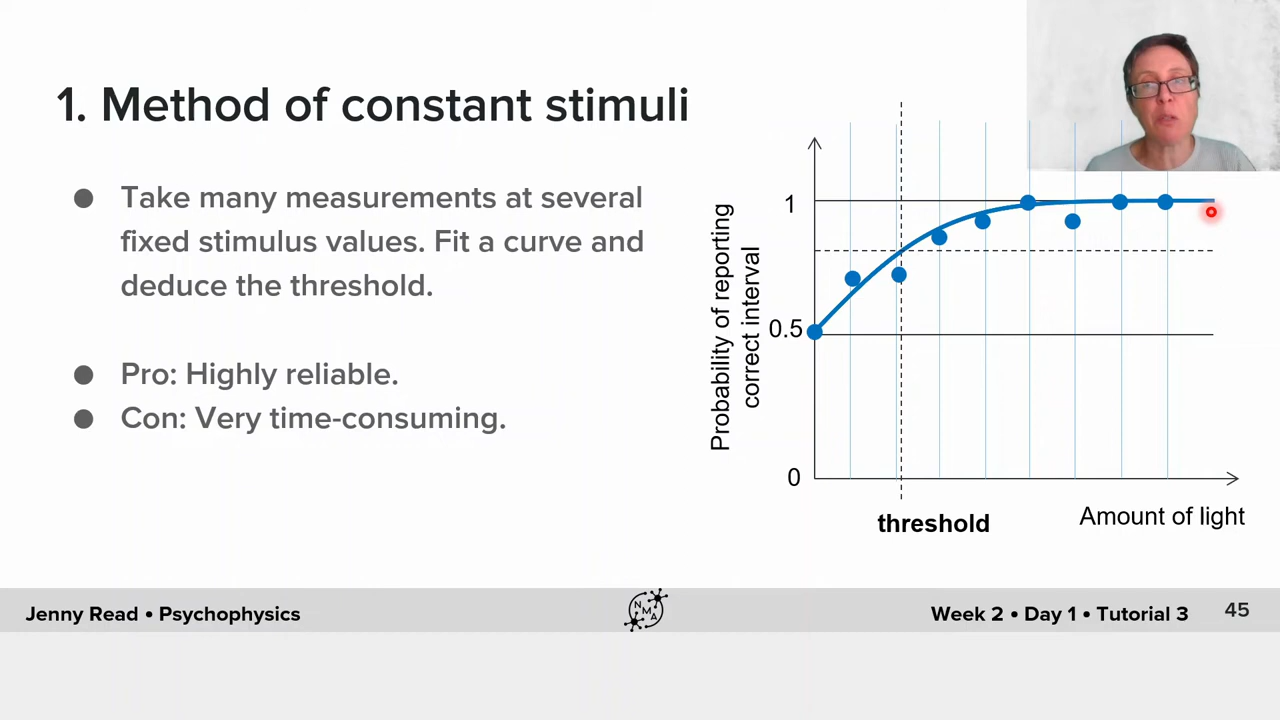 1. Method of constant stimuli
● Take many measurements at several
fixed stimulus values. Fit a curve and
deduce the threshold.
● Pro: Highly reliable.
● Con: Very time-consuming.
Probability of reporting
correct interval
1
0.5
0
threshold
Amount of light
Jenny Read • Psychophysics
N
M
A
Week 2 • Day 1 • Tutorial 3
45